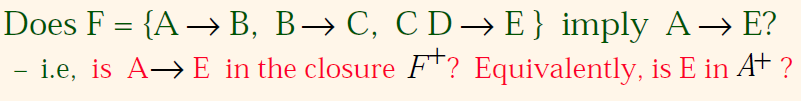 Does F = {A → B, B → C, C D → E } imply A → E?
– i.e, is A → E in the closure F+? Equivalently, is E in A+ ?